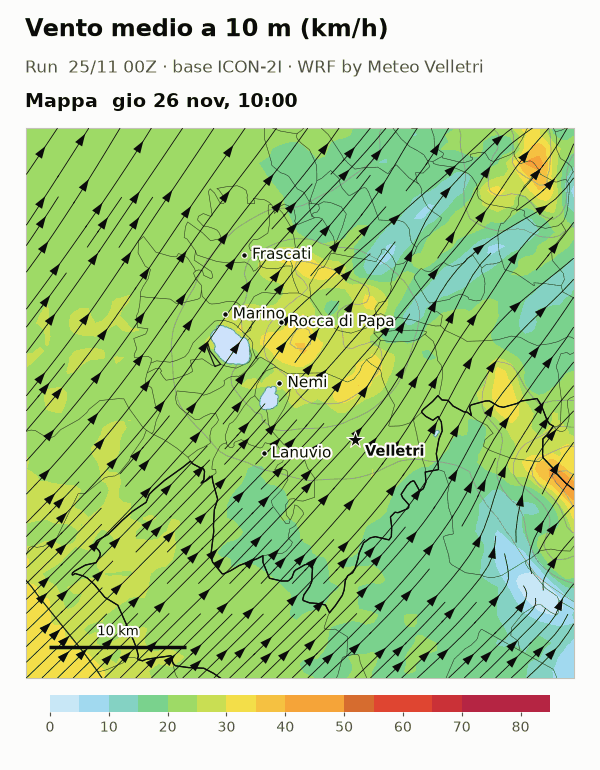 Vento medio a 10 m (km/h)
Run  25/11 00Z · base ICON-2I · WRF by Meteo Velletri
Mappa  gio 26 nov, 10:00
Frascati
Marino
Rocca di Papa
Nemi
Velletri
Lanuvio
10 km
0 10 20 30 40 50 60 70 80